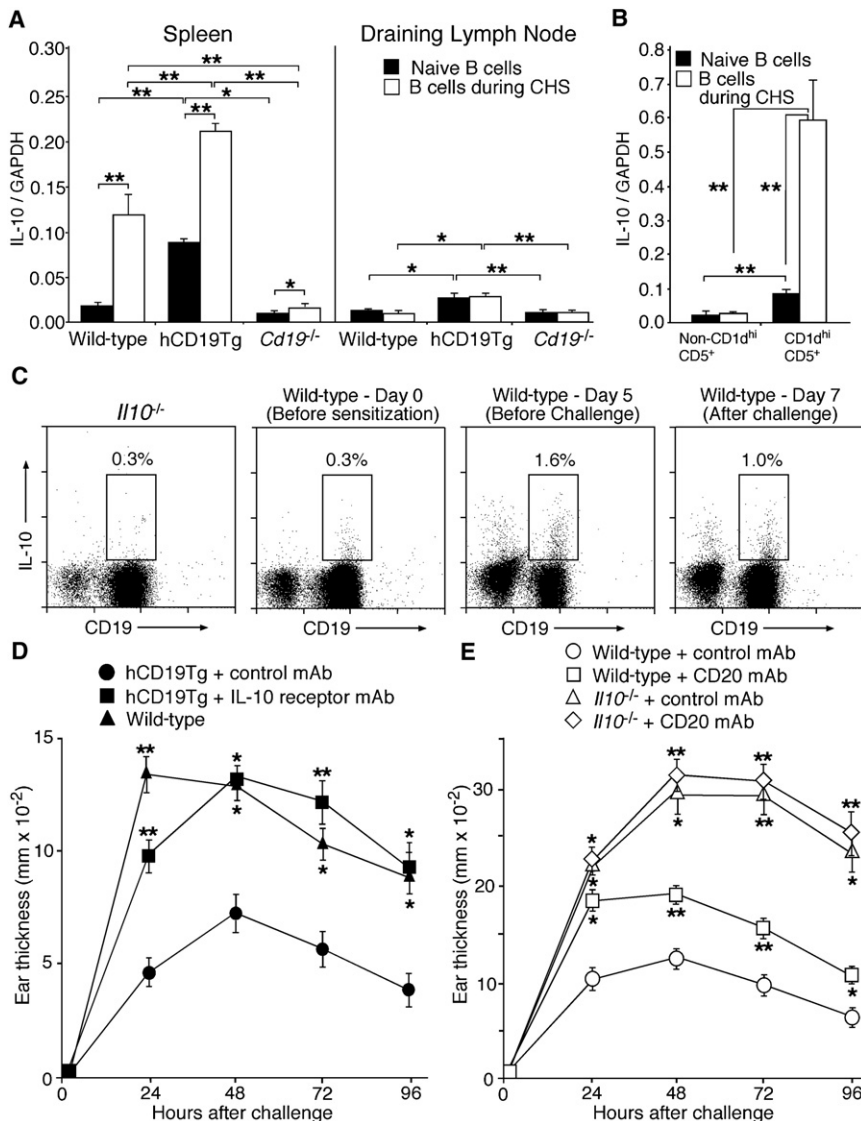 A
Spleen
Draining Lymph Node
Naive B cells
B cells during CHS
IL-10 / GAPDH
0.30
0.25
0.20
0.15
0.10
0.05
0.00
**
**
**
**
*
**
**
*
*
**
*
**
Wild-type
hCD19Tg
Cd19-/-
Wild-type
hCD19Tg
Cd19-/-
B
Naive B cells
B cells
during CHS
IL-10 / GAPDH
0.8
0.7
0.6
0.5
0.4
0.3
0.2
0.1
0.0
**
**
**
Non-CD1dhi
CD5+
CD1dhi
CD5+
C
Il10-/-
Wild-type - Day 0
(Before sensitization)
Wild-type - Day 5
(Before Challenge)
Wild-type - Day 7
(After challenge)
0.3%
0.3%
1.6%
1.0%
IL-10
CD19
CD19
CD19
CD19
D
hCD19Tg + control mAb
hCD19Tg + IL-10 receptor mAb
Wild-type
Ear thickness (mm x 10-2)
15
10
5
0
**
*
**
*
**
*
*
*
0
24
48
72
96
Hours after challenge
E
Wild-type + control mAb
Wild-type + CD20 mAb
Il10-/- + control mAb
Il10-/- + CD20 mAb
Ear thickness (mm x 10-2)
30
20
10
0
*
**
**
**
*
*
**
*
*
**
**
*
0
24
48
72
96
Hours after challenge